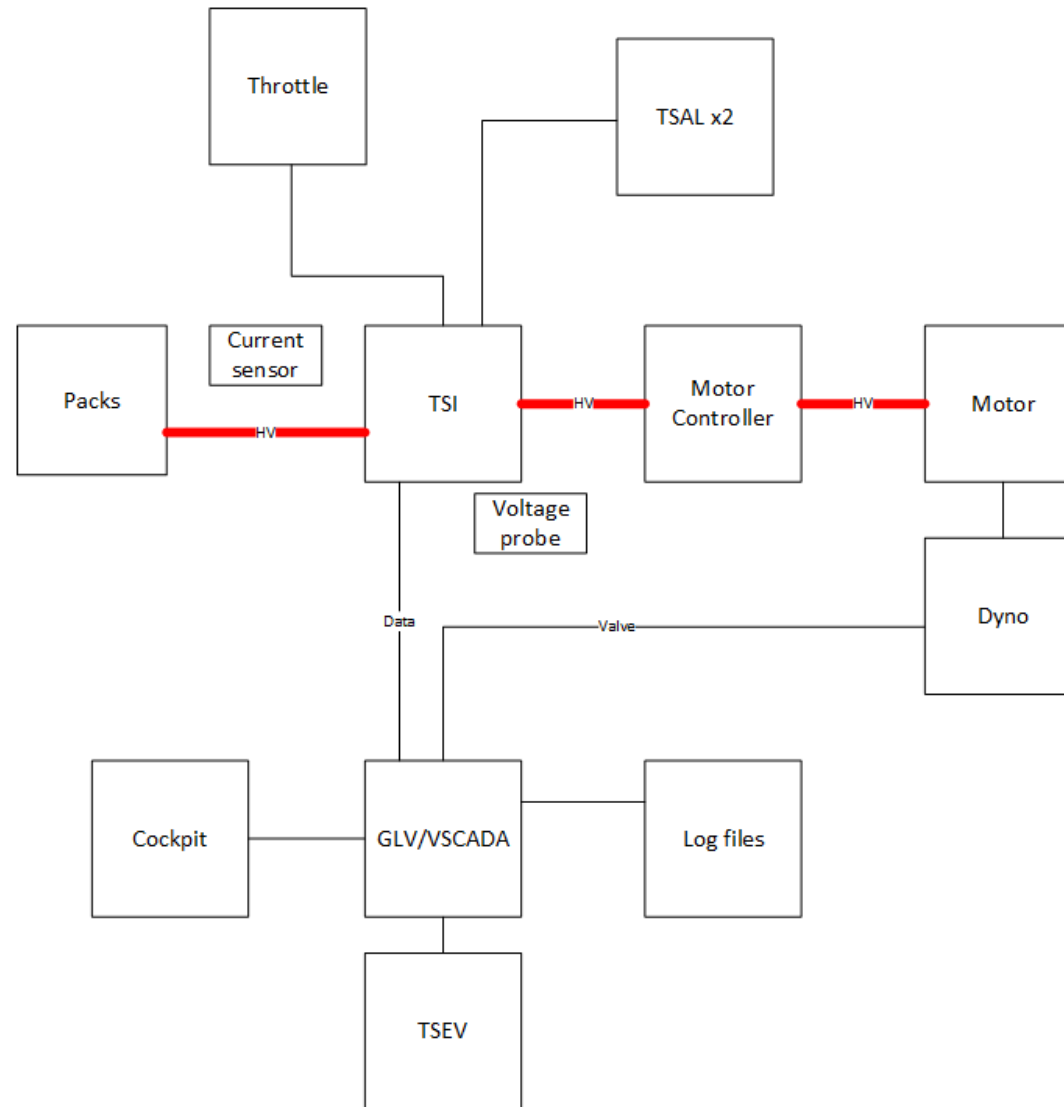 Throttle
TSAL x2
Packs
Current
sensor
TSI
Motor
Controller
Motor
HV
HV
HV
Voltage
probe
Data
Valve
Dyno
Cockpit
GLV/VSCADA
Log files
TSEV